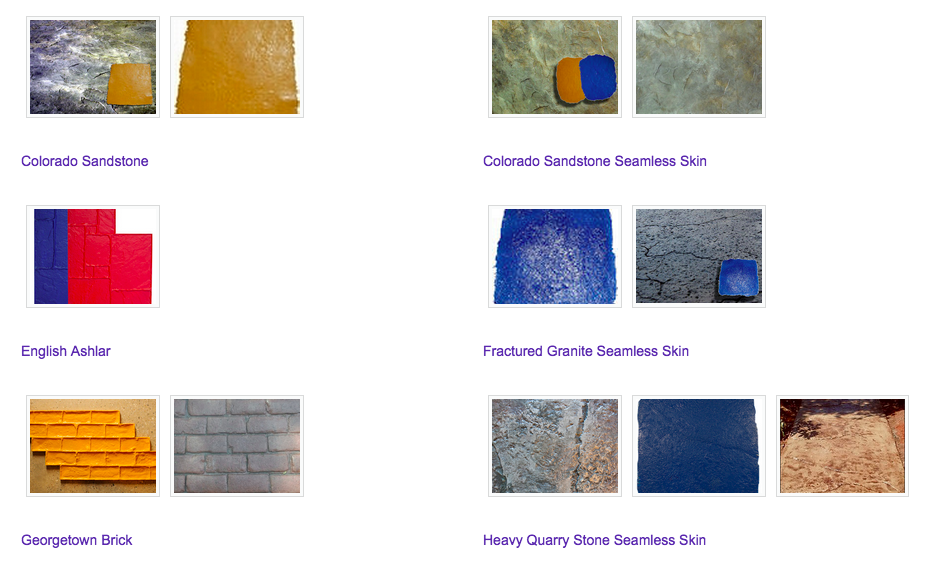 Colorado Sandstone
Colorado Sandstone Seamless Skin
English Ashlar
Fractured Granite Seamless Skin
Georgetown Brick
Heavy Quarry Stone Seamless Skin